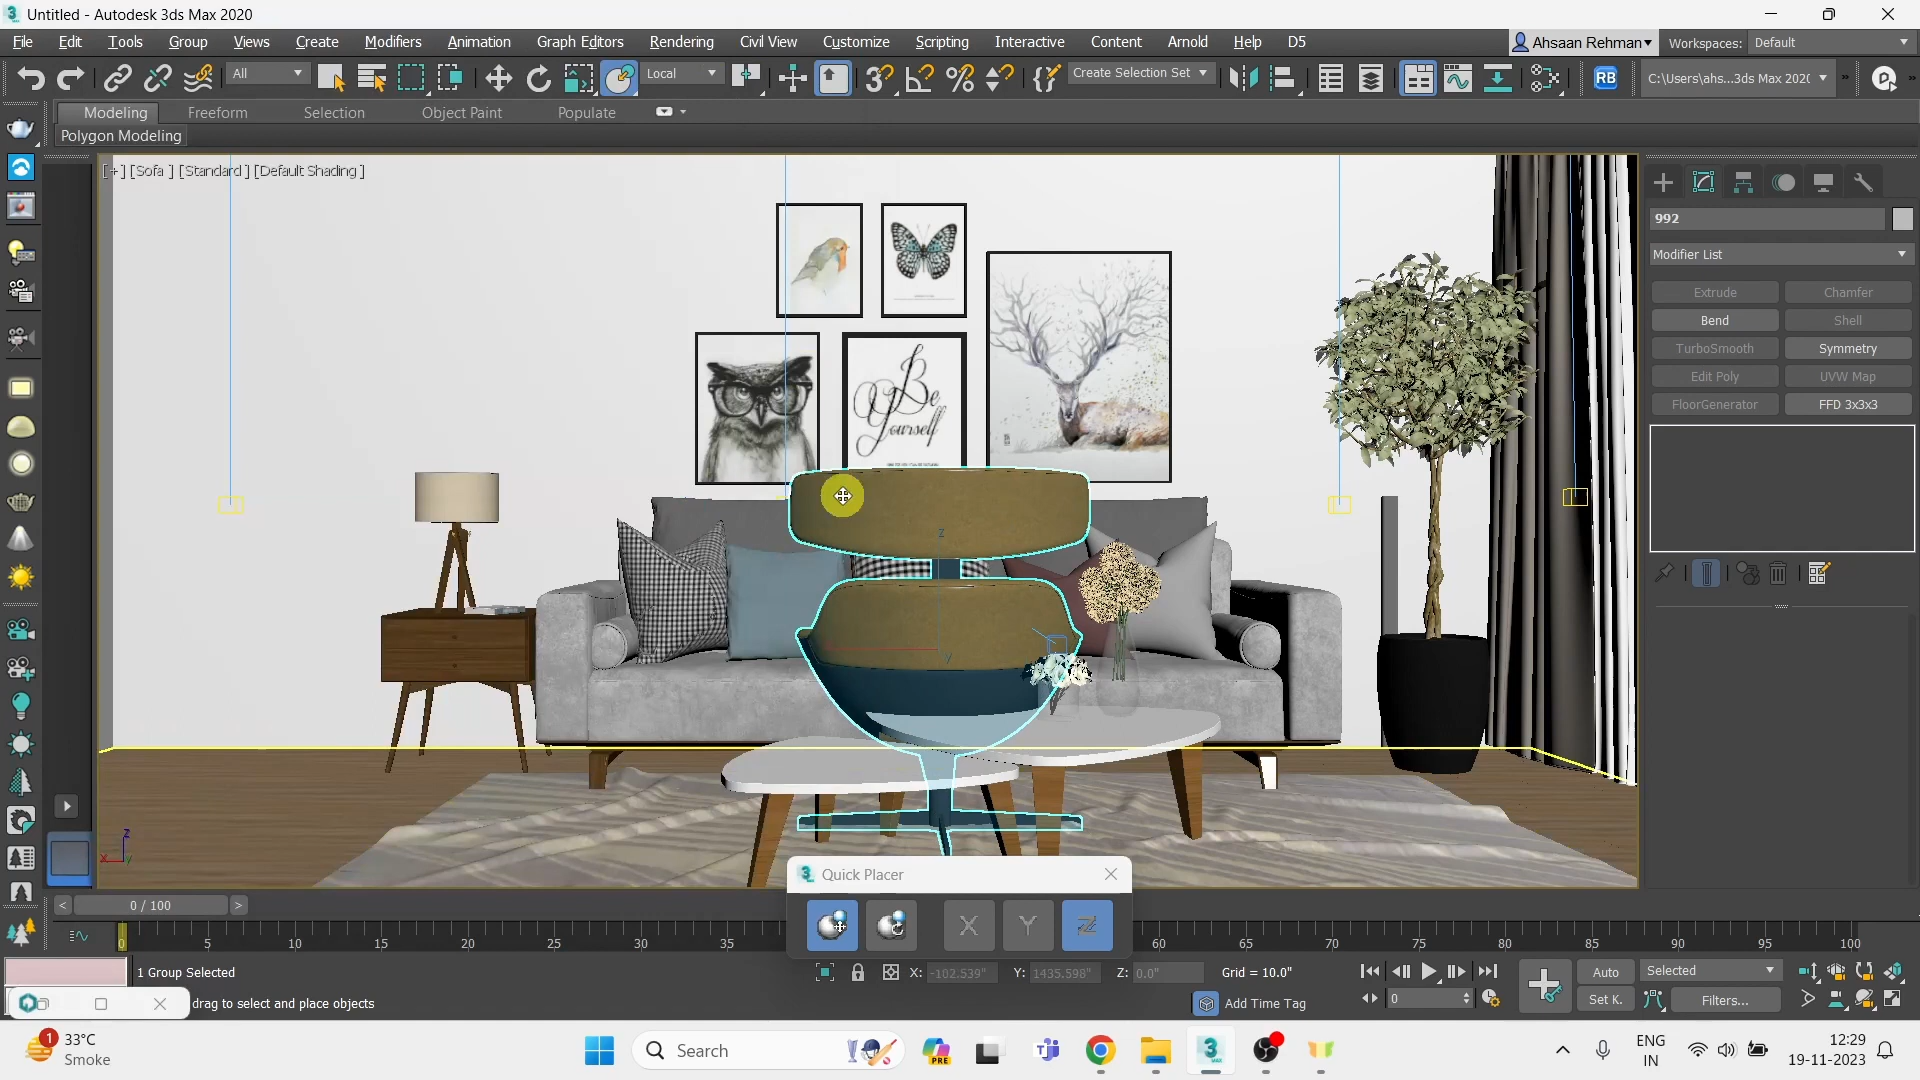 Untitled - Autodesk 3ds Max 2020
File Edit Tools Group Views Create Modifiers Animation Graph Editors Rendering Civil View Customize Scripting Interactive Content Arnold Help D5
Ahsaan Rehman Workspaces: Default
All Local Create Selection Set RB C:\Users\ahs...3ds Max 202(
Modeling Freeform Selection Object Paint Populate
Polygon Modeling
[+] [Sofa ] [Standard ] [Default Shading ]
992
Modifier List
Extrude Chamfer
Bend Shell
TurboSmooth Symmetry
Edit Poly UVW Map
FloorGenerator FFD 3x3x3
Be
Yourself
z
y
z
x y
Quick Placer
X Y Z
< 0 / 100 >
0 5 10 15 20 25 30 35 60 65 70 75 80 85 90 95 100
1 Group Selected
X: -102.539" Y: 1435.598" Z: 0.0" Grid = 10.0"
Auto Selected
drag to select and place objects
Add Time Tag
0
Set K. Filters...
1
33°C
Smoke
Search
PRE
ENG
IN
12:29
19-11-2023